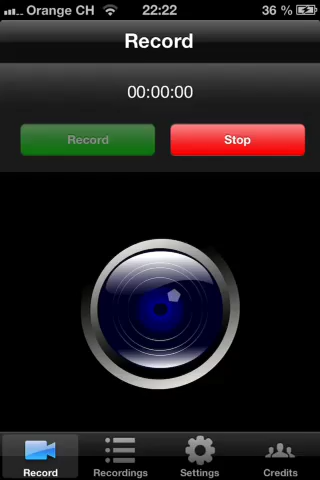 Orange CH 22:22 36 %
Record
00:00:00
Record Stop
Record Recordings Settings Credits